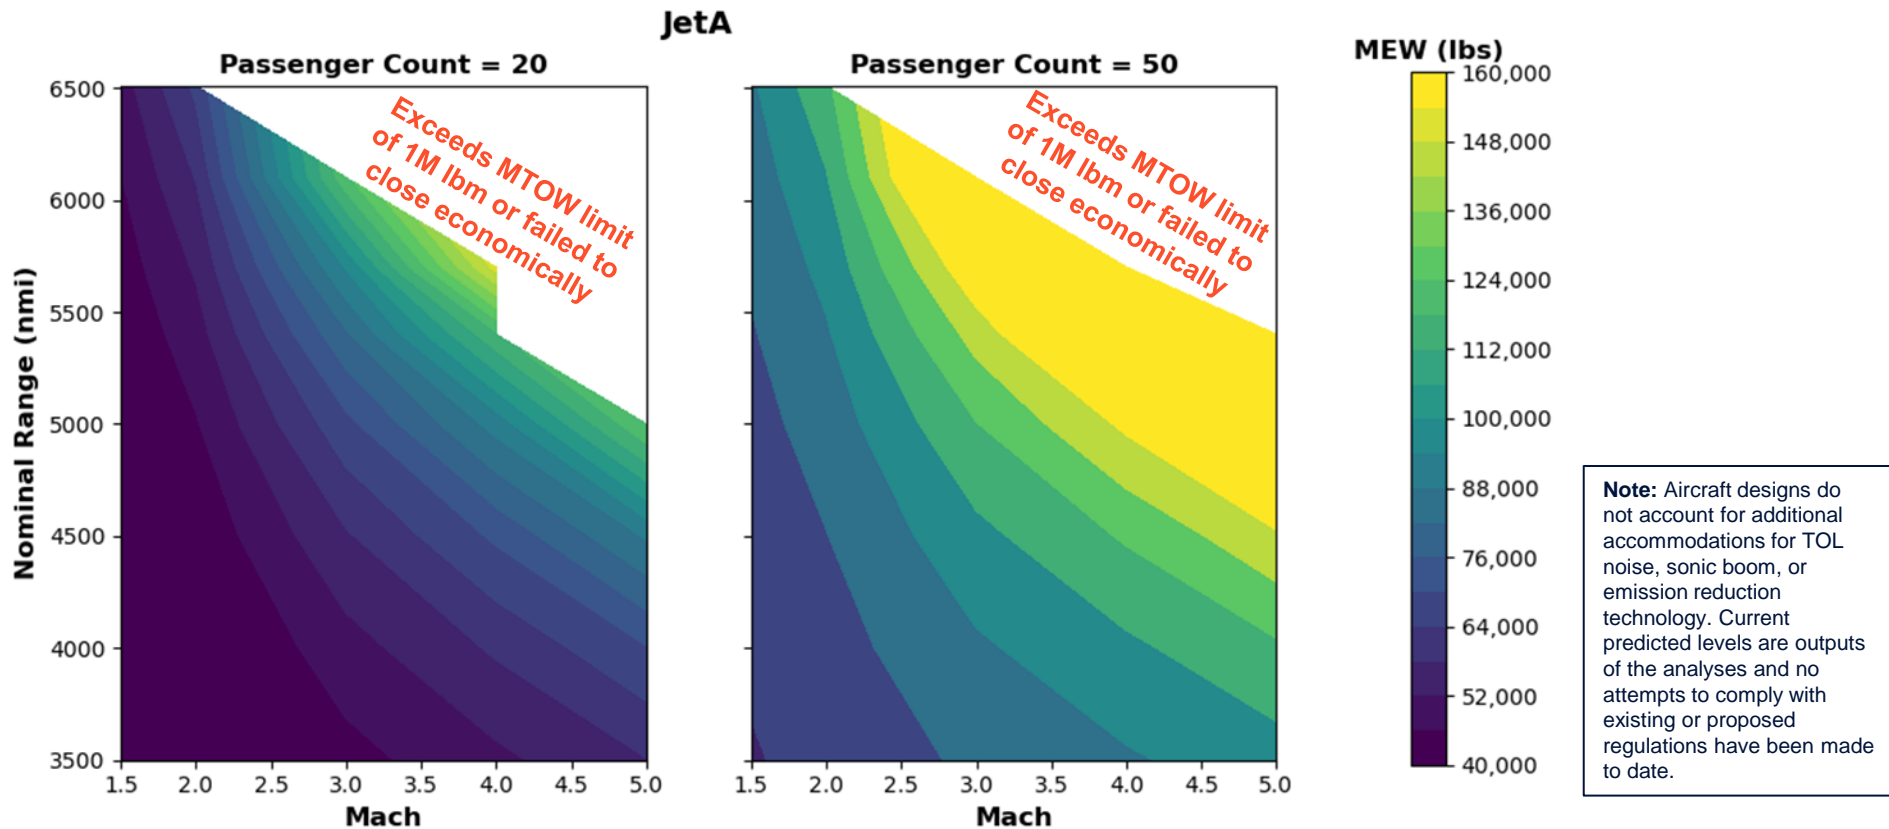 JetA
Passenger Count = 20
Passenger Count = 50
MEW (lbs)
Exceeds MTOW limit
of 1M lbm or failed to
close economically
Exceeds MTOW limit
of 1M lbm or failed to
close economically
Nominal Range (nmi)
6500
6000
5500
5000
4500
4000
3500
1.5 2.0 2.5 3.0 3.5 4.0 4.5 5.0
Mach
1.5 2.0 2.5 3.0 3.5 4.0 4.5 5.0
Mach
160,000
148,000
136,000
124,000
112,000
100,000
88,000
76,000
64,000
52,000
40,000
Note: Aircraft designs do
not account for additional
accommodations for TOL
noise, sonic boom, or
emission reduction
technology. Current
predicted levels are outputs
of the analyses and no
attempts to comply with
existing or proposed
regulations have been made
to date.